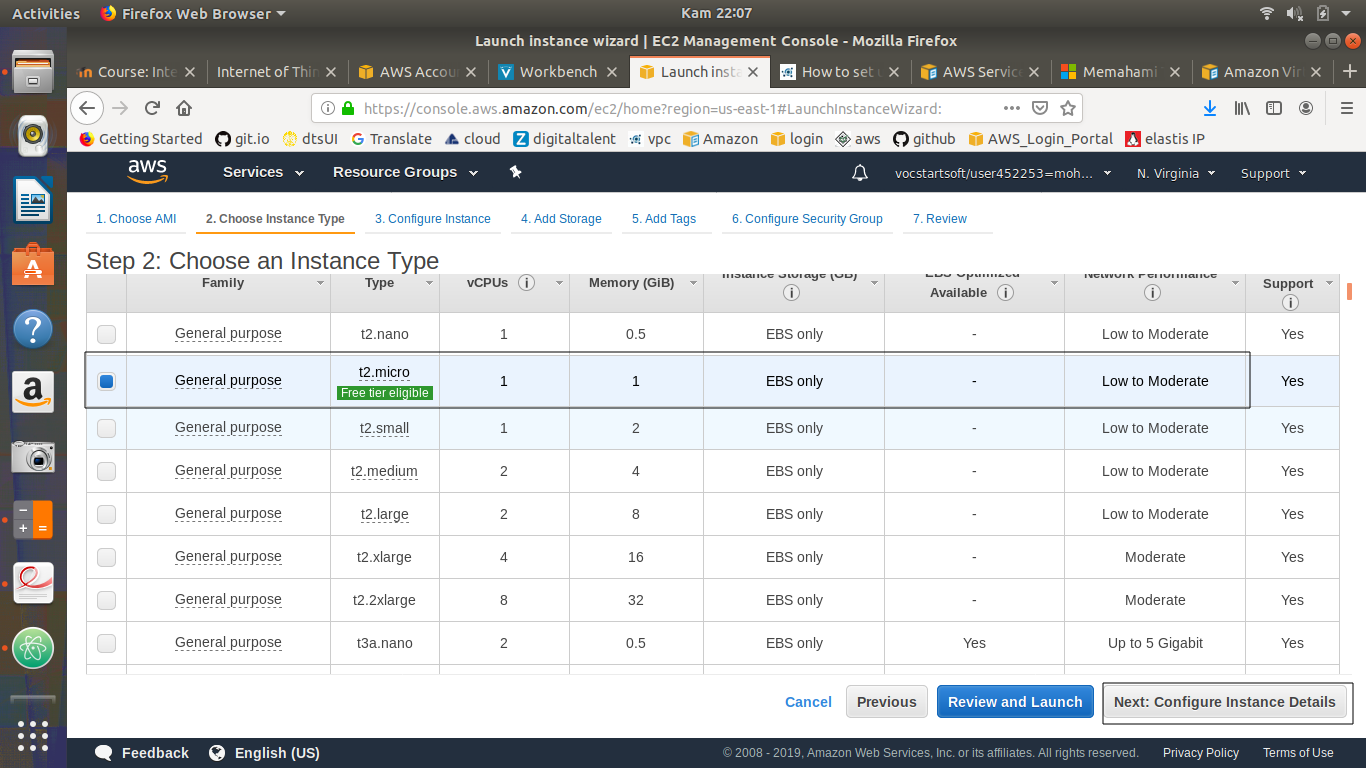 Activities Firefox Web Browser Kam 22:07
Launch instance wizard | EC2 Management Console - Mozilla Firefox
Course: Inte Internet of Thin AWS Accou Workbench Launch insta How to set u AWS Service Memahami Amazon Virt
https://console.aws.amazon.com/ec2/home?region=us-east-1#LaunchInstanceWizard:
Getting Started git.io dtsUI Translate cloud digitaltalent vpc Amazon login aws github AWS_Login_Portal elastis IP
aws Services Resource Groups vocstartsoft/user452253=moh... N. Virginia Support
1. Choose AMI 2. Choose Instance Type 3. Configure Instance 4. Add Storage 5. Add Tags 6. Configure Security Group 7. Review
Step 2: Choose an Instance Type
Family Type vCPUs Memory (GiB) Instance Storage (GB) EBS-Optimized Available Network Performance Support
General purpose t2.nano 1 0.5 EBS only - Low to Moderate Yes
General purpose t2.micro 1 1 EBS only - Low to Moderate Yes
Free tier eligible
General purpose t2.small 1 2 EBS only - Low to Moderate Yes
General purpose t2.medium 2 4 EBS only - Low to Moderate Yes
General purpose t2.large 2 8 EBS only - Low to Moderate Yes
General purpose t2.xlarge 4 16 EBS only - Moderate Yes
General purpose t2.2xlarge 8 32 EBS only - Moderate Yes
General purpose t3a.nano 2 0.5 EBS only Yes Up to 5 Gigabit Yes
Cancel Previous Review and Launch Next: Configure Instance Details
Feedback English (US) © 2008 - 2019, Amazon Web Services, Inc. or its affiliates. All rights reserved. Privacy Policy Terms of Use